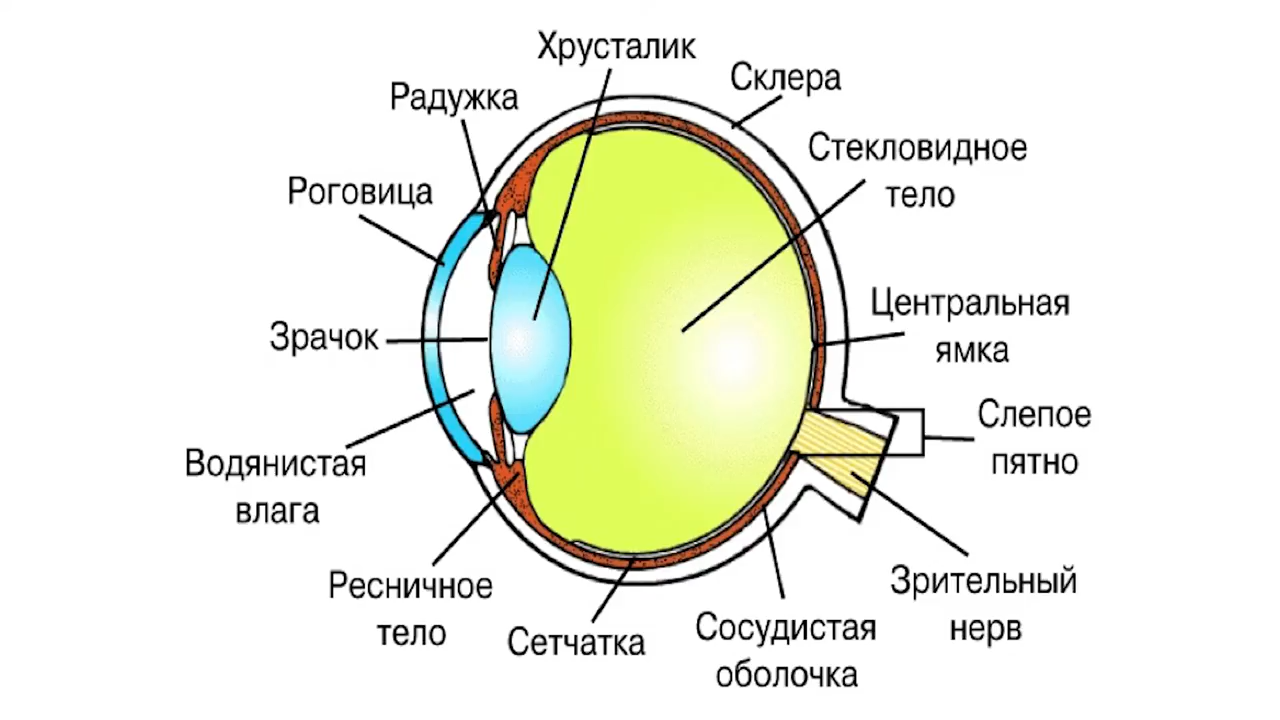 Хрусталик
Склера
Радужка
Стекловидное
тело
Роговица
Центральная
ямка
Зрачок
Слепое
пятно
Водянистая
влага
Ресничное
тело
Зрительный
нерв
Сетчатка
Сосудистая
оболочка